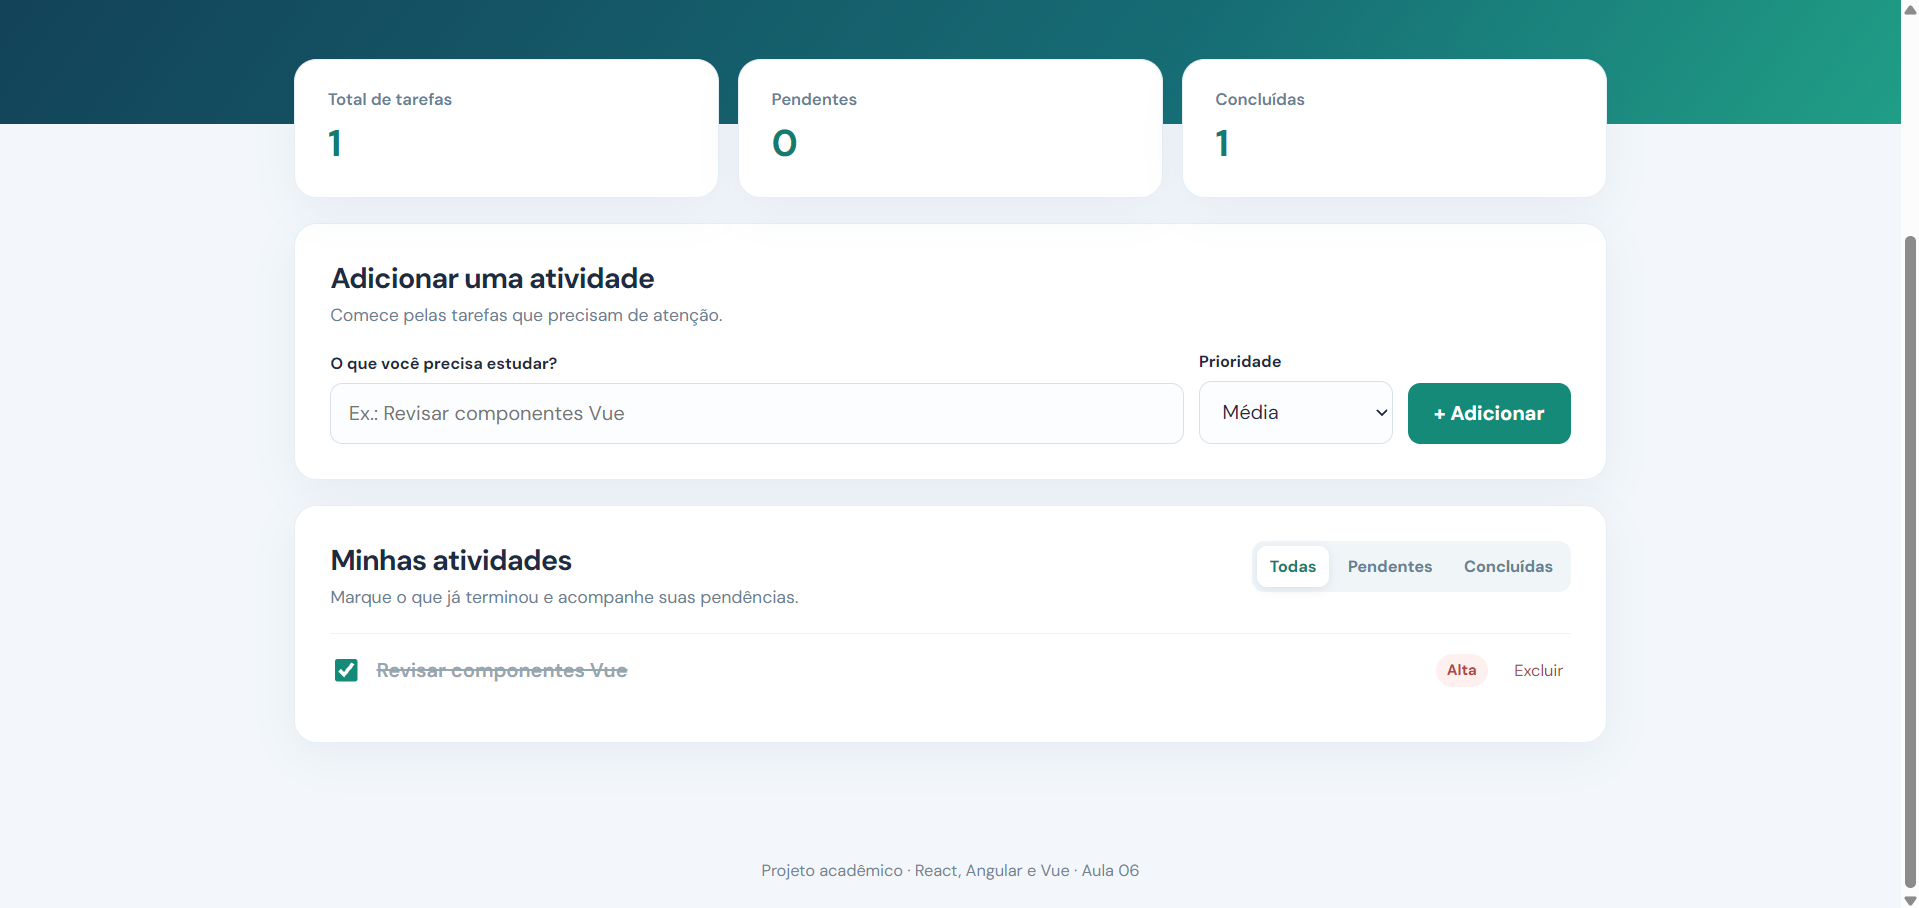 Total de tarefas
1
Pendentes
0
Concluídas
1
Adicionar uma atividade
Comece pelas tarefas que precisam de atenção.
O que você precisa estudar?
Ex.: Revisar componentes Vue
Prioridade
Média
+ Adicionar
Minhas atividades
Marque o que já terminou e acompanhe suas pendências.
Todas
Pendentes
Concluídas
Revisar componentes Vue
Alta
Excluir
Projeto acadêmico · React, Angular e Vue · Aula 06